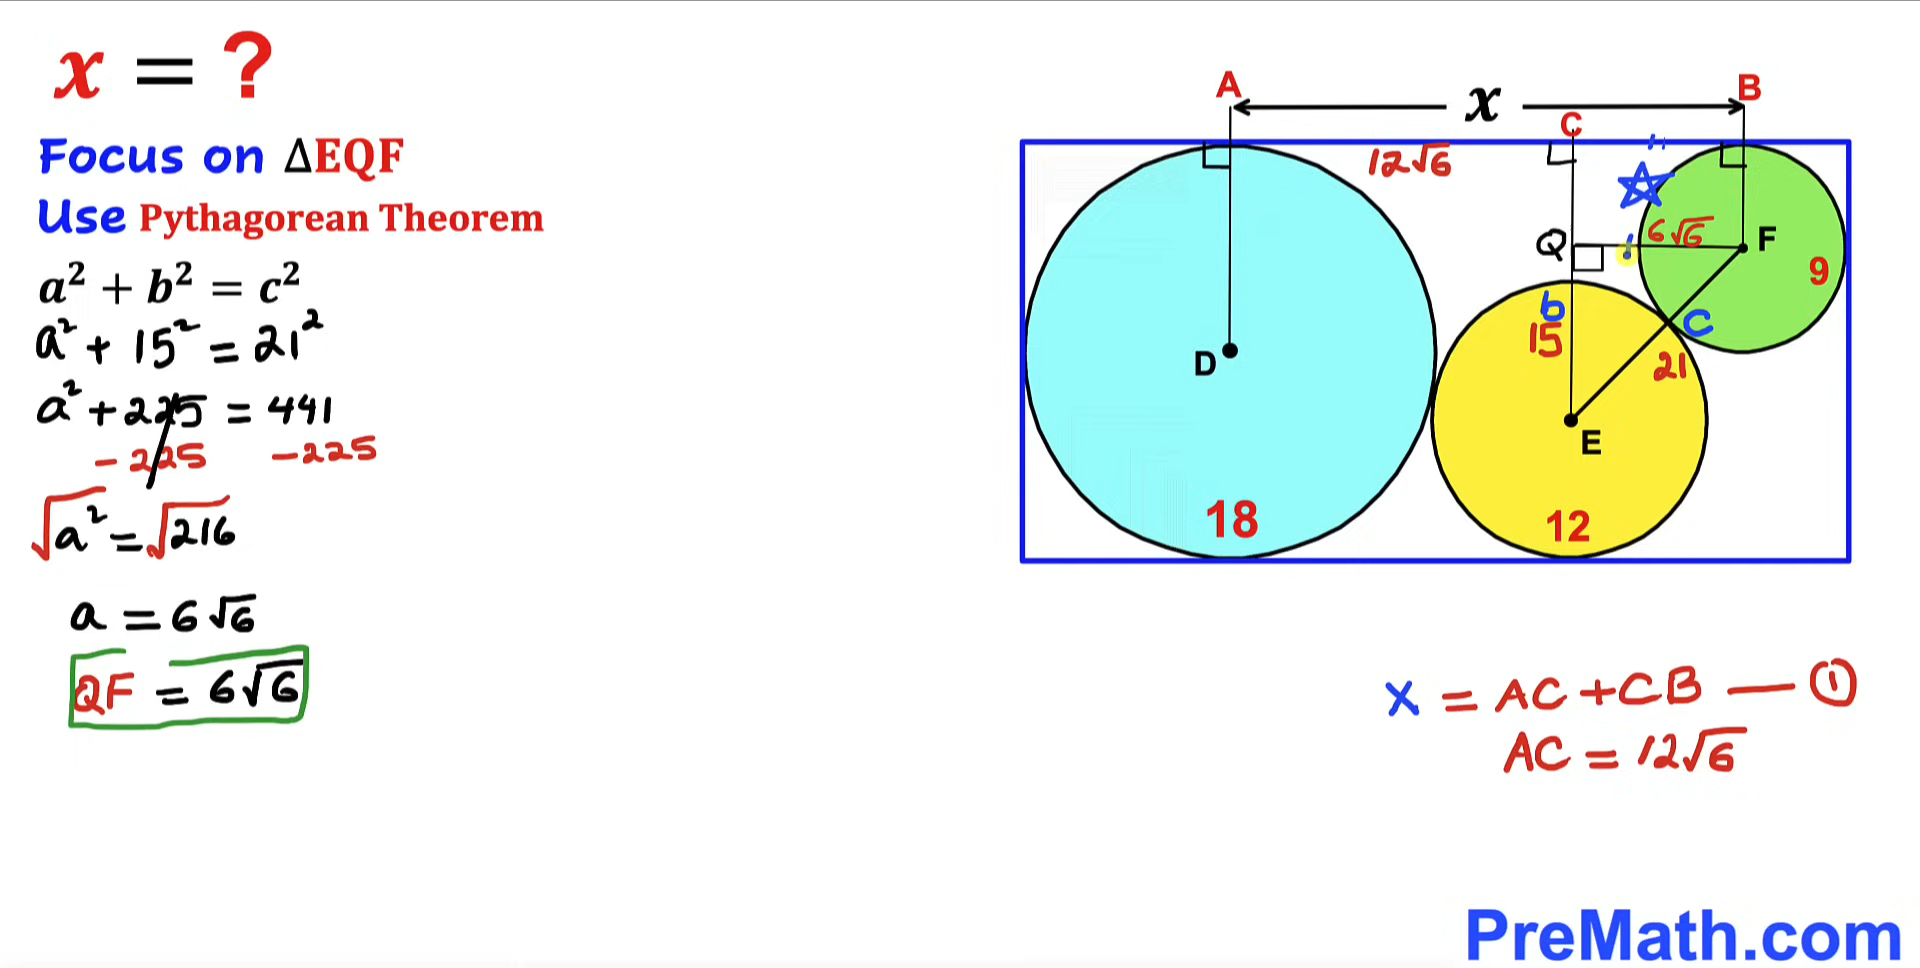 x = ?
Focus on ΔEQF
Use Pythagorean Theorem
a² + b² = c²
a² + 15² = 21²
a² + 225 = 441
- 225 - 225
√a² = √216
a = 6√6
QF = 6√6
A x B
C
12√6
Q 6√6 F
9
b
15 C
21
D
E
18
12
x = AC + CB — ①
AC = 12√6
PreMath.com